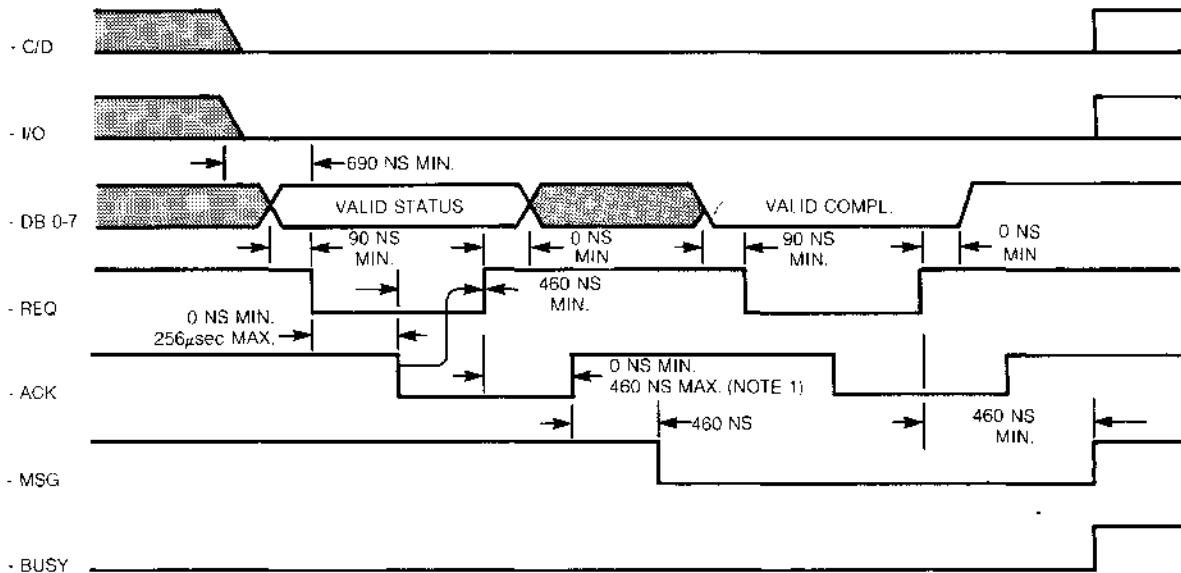 - C/D
- I/O
690 NS MIN.
- DB 0-7
VALID STATUS
VALID COMPL.
90 NS
MIN.
0 NS
MIN
90 NS
MIN.
0 NS
MIN
- REQ
460 NS
MIN.
0 NS MIN.
256μsec MAX.
- ACK
0 NS MIN.
460 NS MAX. (NOTE 1)
460 NS
460 NS
MIN.
- MSG
- BUSY